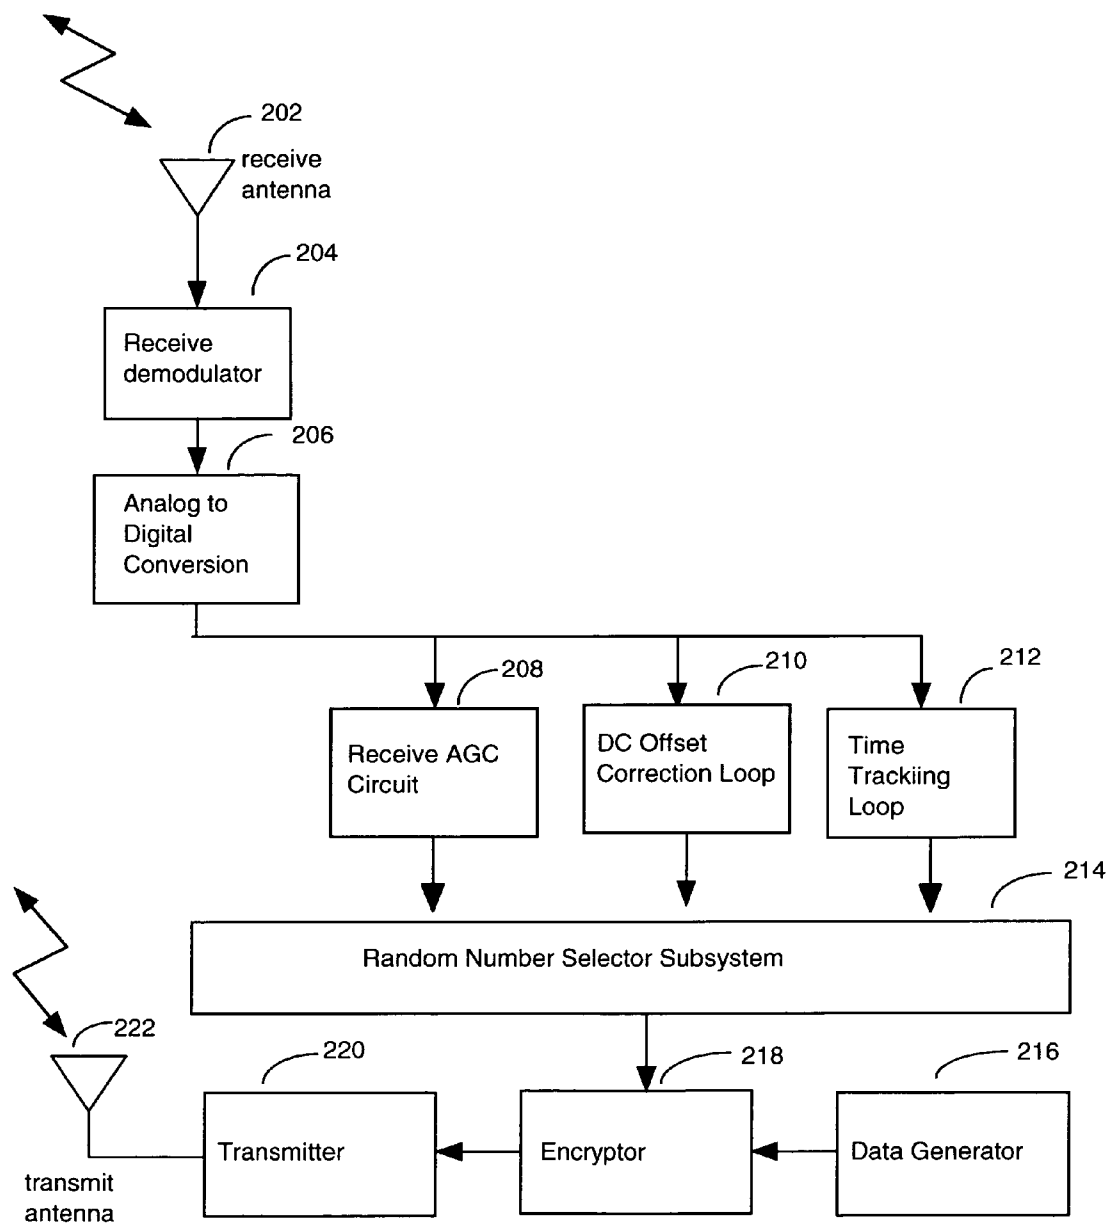 202
receive
antenna
204
Receive
demodulator
206
Analog to
Digital
Conversion
208
210
212
Receive AGC
Circuit
DC Offset
Correction Loop
Time
Trackiing
Loop
214
Random Number Selector Subsystem
222
220
218
216
Transmitter
Encryptor
Data Generator
transmit
antenna